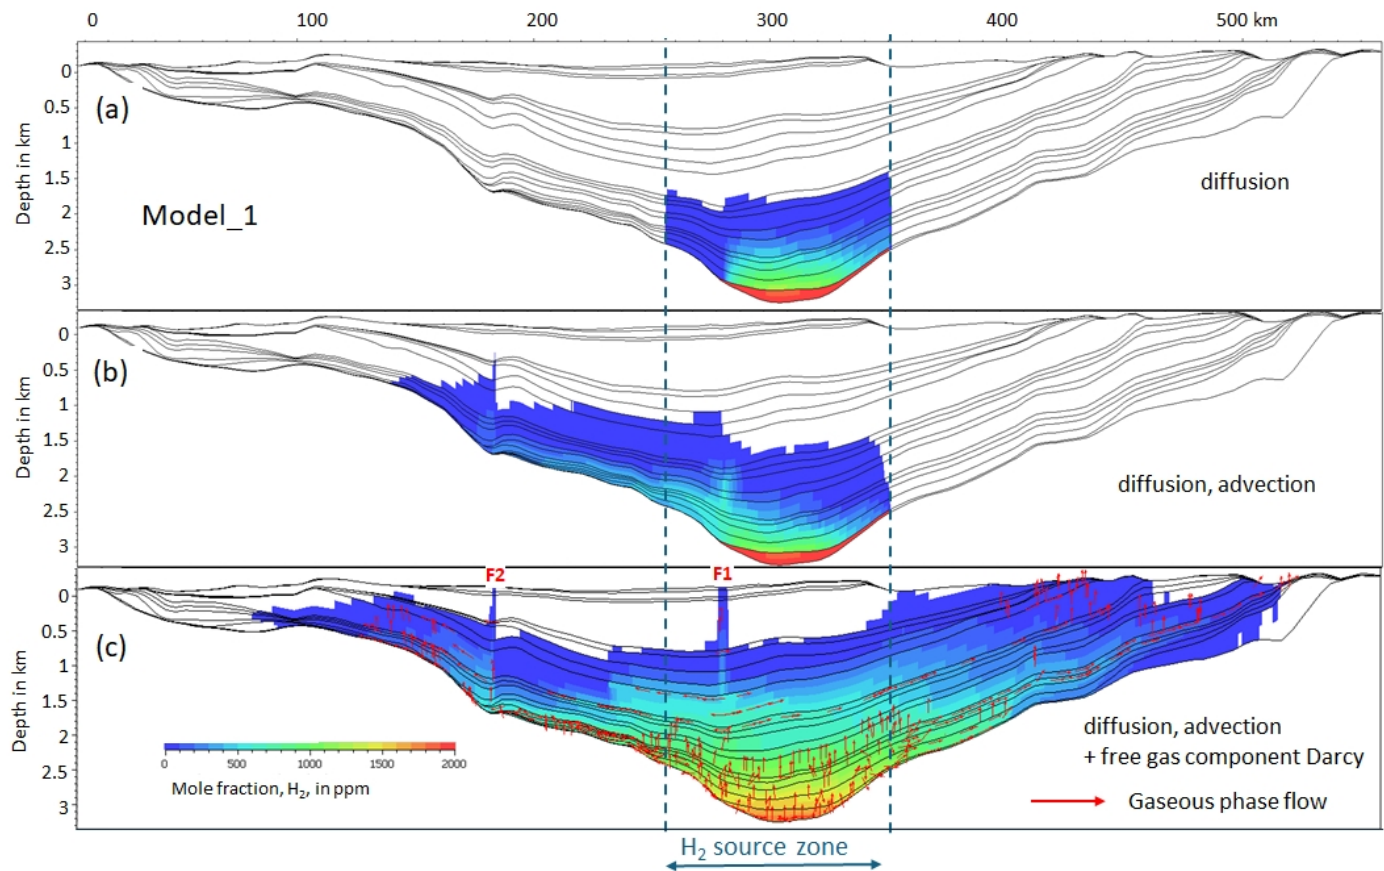 0 100 200 300 400 500 km
(a)
Model_1
diffusion
Depth in km
0
0.5
1
1.5
2
2.5
3
(b)
diffusion, advection
Depth in km
0
0.5
1
1.5
2
2.5
3
F2 F1
(c)
Depth in km
0
0.5
1
1.5
2
2.5
3
0 500 1000 1500 2000
Mole fraction, H₂, in ppm
diffusion, advection
+ free gas component Darcy
Gaseous phase flow
H₂ source zone